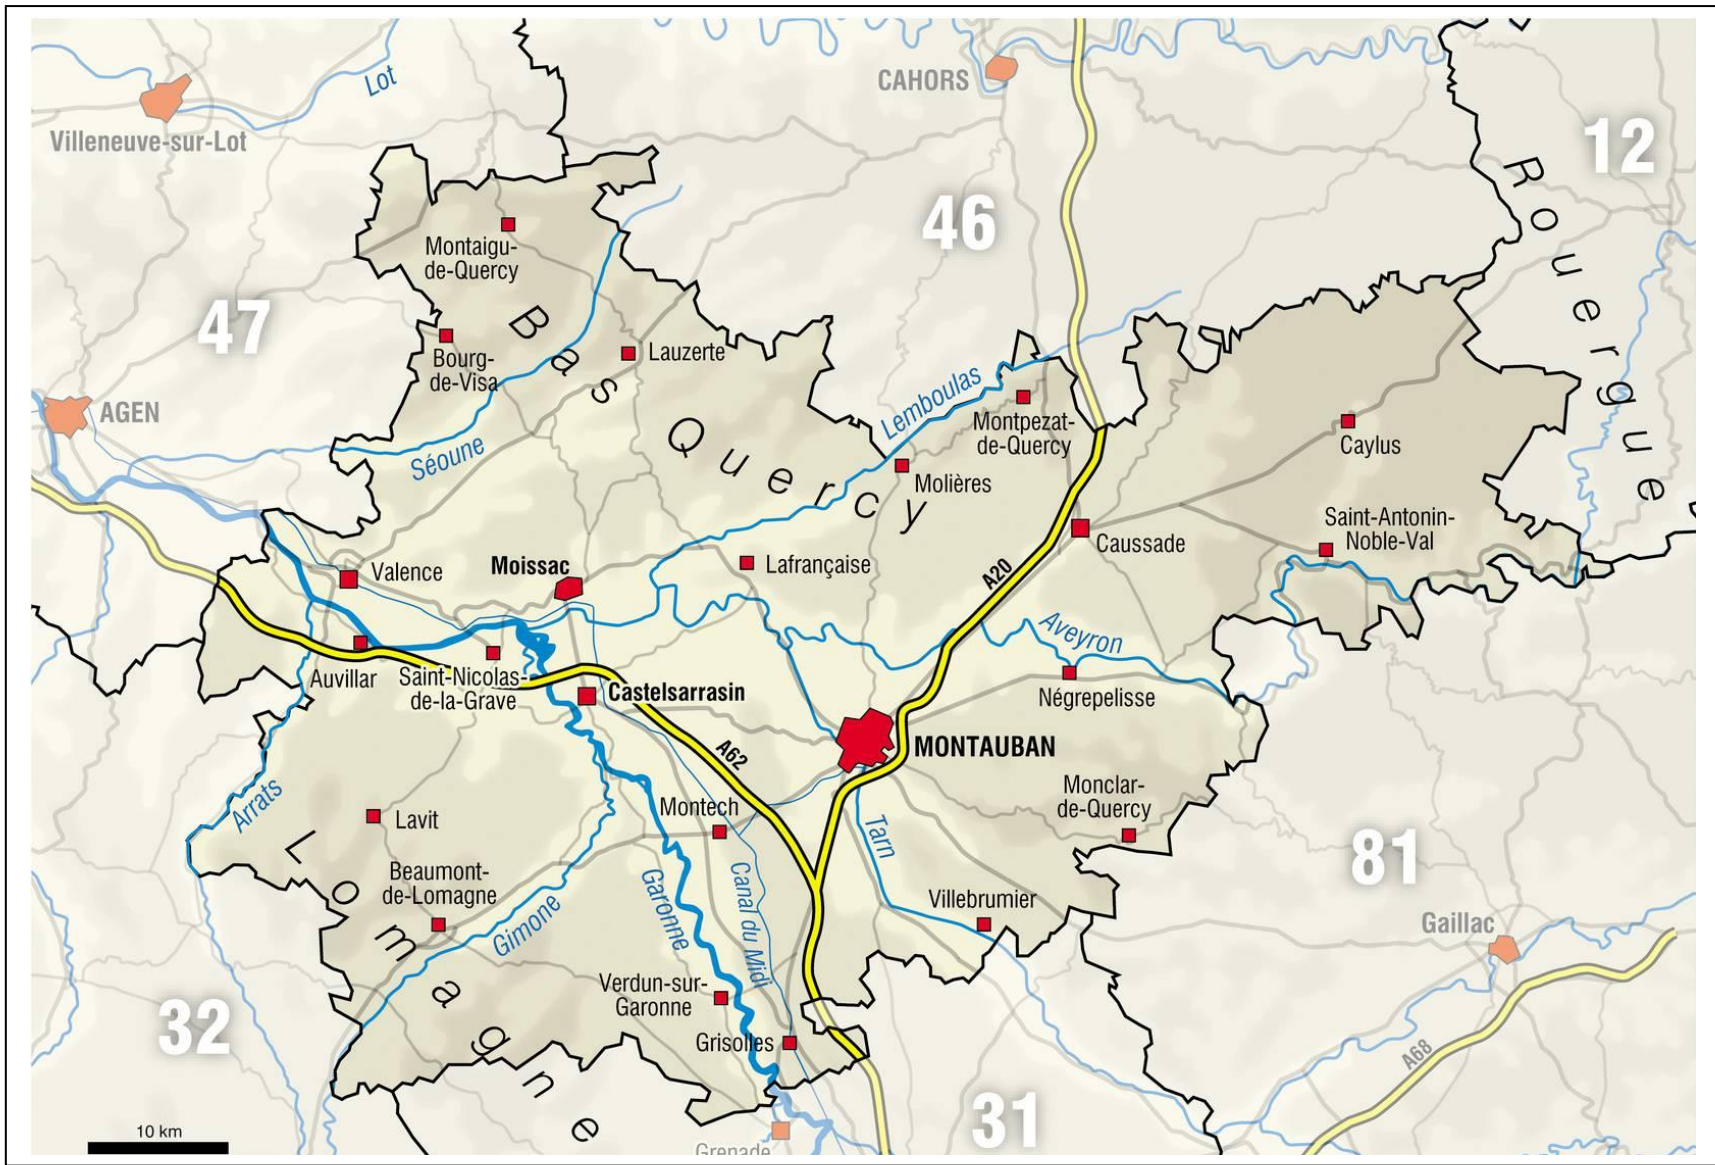 Lot
CAHORS
Villeneuve-sur-Lot
12
Rouergue
46
Montaigu-
de-Quercy
47
Bas Quercy
Bourg-
de-Visa
Lauzerte
Lemboulas
AGEN
Séoune
Montpezat-
de-Quercy
Caylus
Molières
Saint-Antonin-
Noble-Val
Caussade
Valence
Moissac
Lafrançaise
A20
Aveyron
Auvillar
Saint-Nicolas-
de-la-Grave
Castelsarrasin
Négrepelisse
A62
MONTAUBAN
Arrats
Lavit
Montech
Monclar-
de-Quercy
Tarn
81
Lomagne
Beaumont-
de-Lomagne
Gimone
Garonne
Canal du Midi
Villebrumier
Gaillac
Verdun-sur-
Garonne
32
Grisolles
A68
31
10 km
Grenade